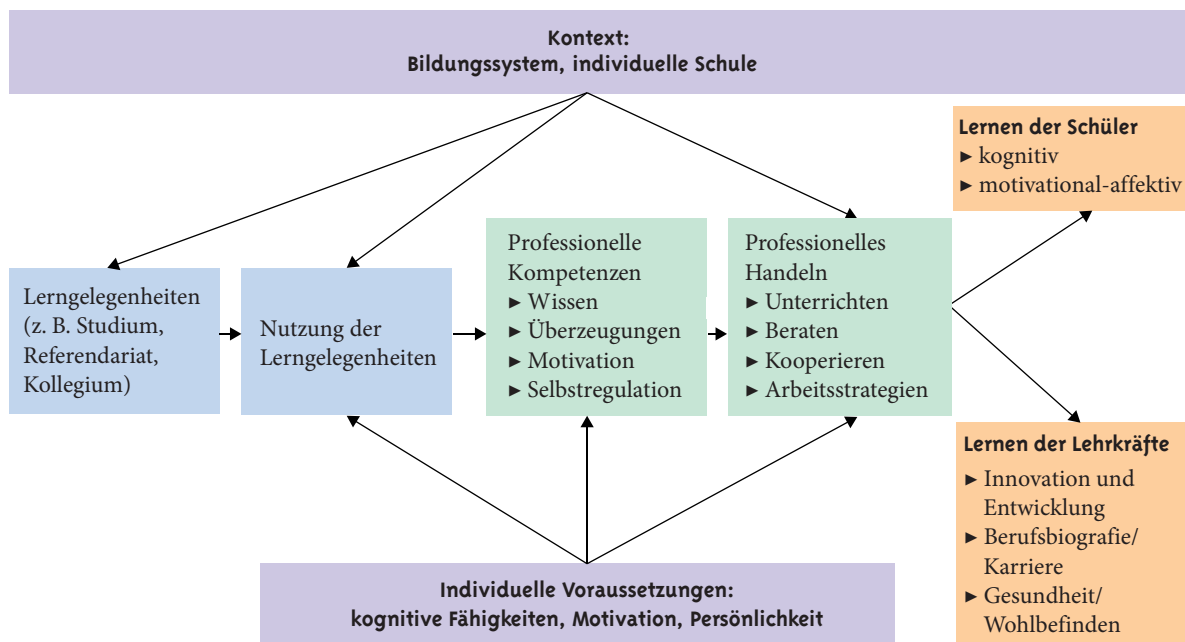 Kontext:
Bildungssystem, individuelle Schule
Lernen der Schüler
► kognitiv
► motivational-affektiv
Lerngelegenheiten
(z. B. Studium,
Referendariat,
Kollegium)
Nutzung der
Lerngelegenheiten
Professionelle
Kompetenzen
► Wissen
► Überzeugungen
► Motivation
► Selbstregulation
Professionelles
Handeln
► Unterrichten
► Beraten
► Kooperieren
► Arbeitsstrategien
Lernen der Lehrkräfte
► Innovation und
Entwicklung
► Berufsbiografie/
Karriere
► Gesundheit/
Wohlbefinden
Individuelle Voraussetzungen:
kognitive Fähigkeiten, Motivation, Persönlichkeit